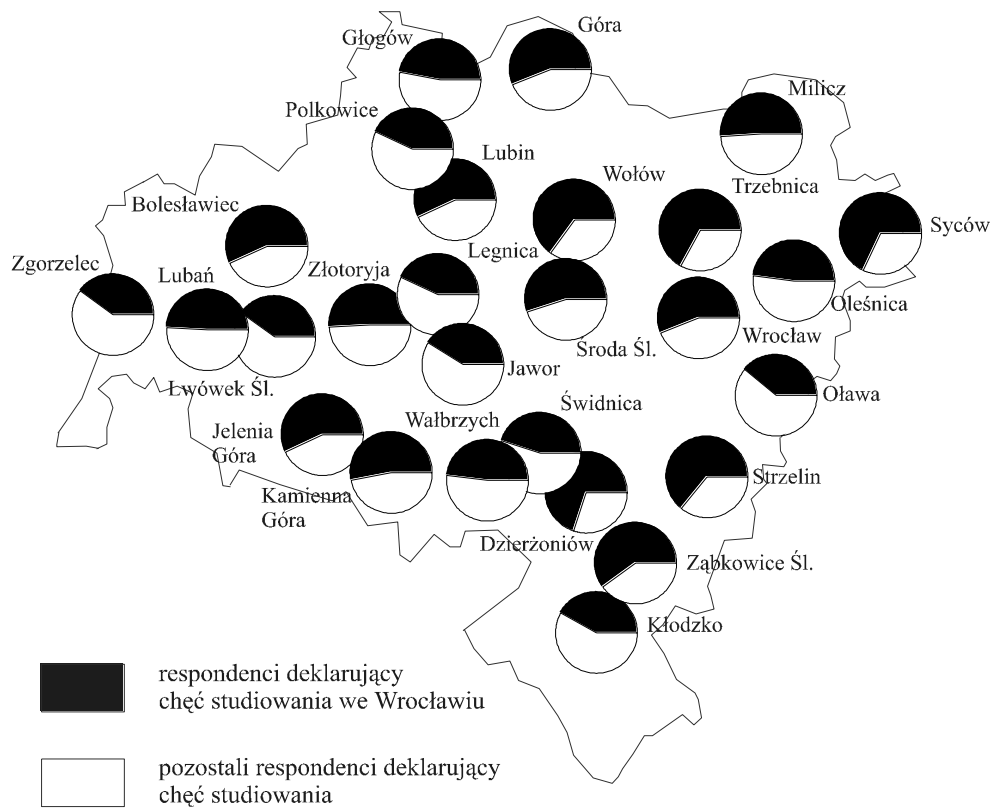 Góra
Głogów
Milicz
Polkowice
Lubin
Wołów
Trzebnica
Bolesławiec
Syców
Legnica
Zgorzelec
Lubań
Złotoryja
Oleśnica
Wrocław
Środa Śl.
Jawor
Lwówek Śl.
Oława
Świdnica
Wałbrzych
Jelenia
Góra
Strzelin
Kamienna
Góra
Dzierżoniów
Ząbkowice Śl.
Kłodzko
respondenci deklarujący
chęć studiowania we Wrocławiu
pozostali respondenci deklarujący
chęć studiowania